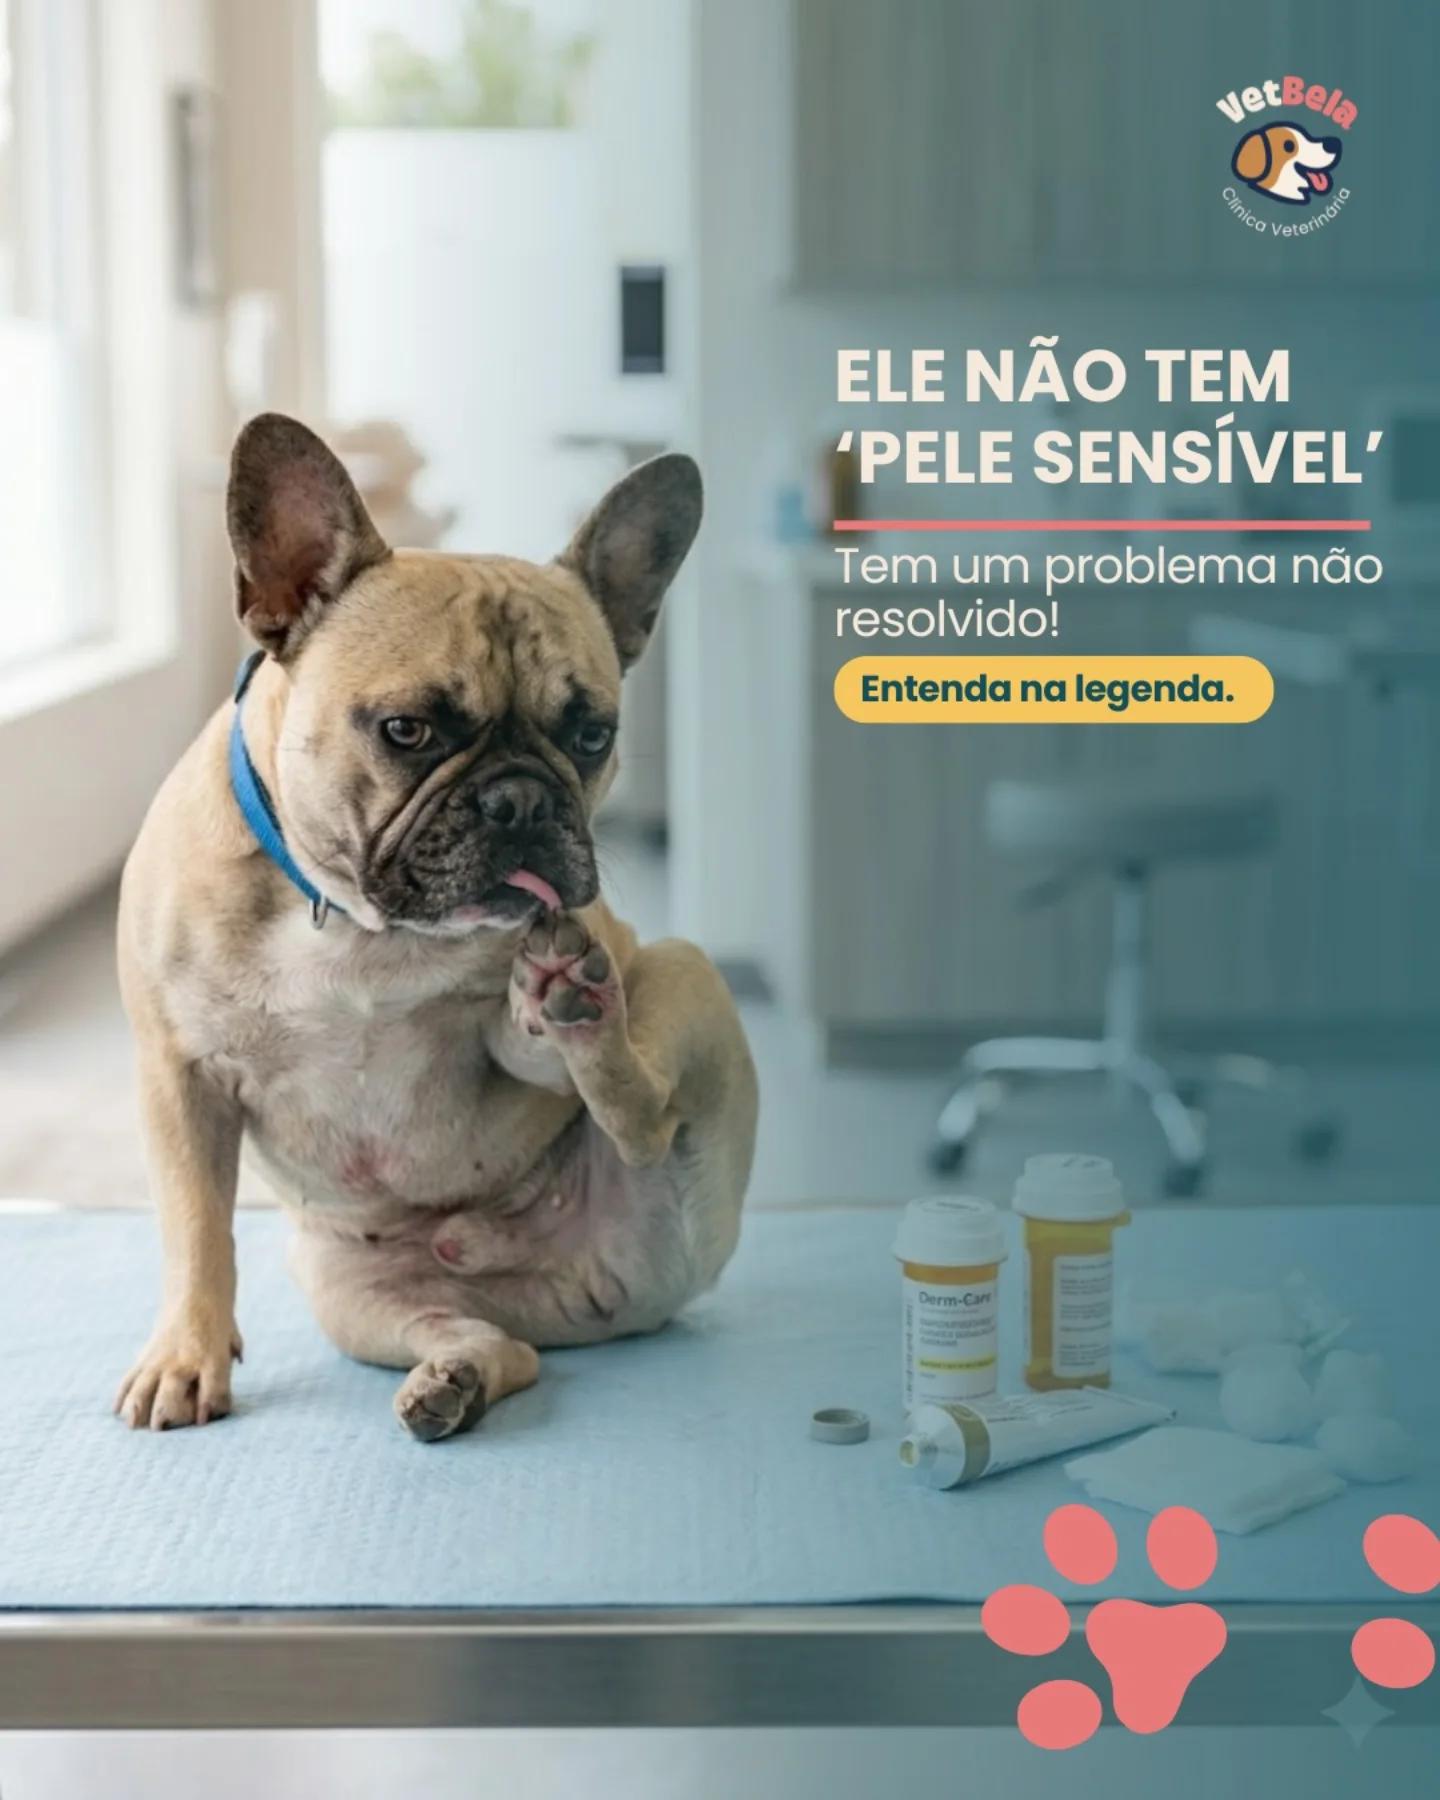 VetBela
Clínica Veterinária
ELE NÃO TEM
‘PELE SENSÍVEL’
Tem um problema não
resolvido!
Entenda na legenda.
Derm-Care